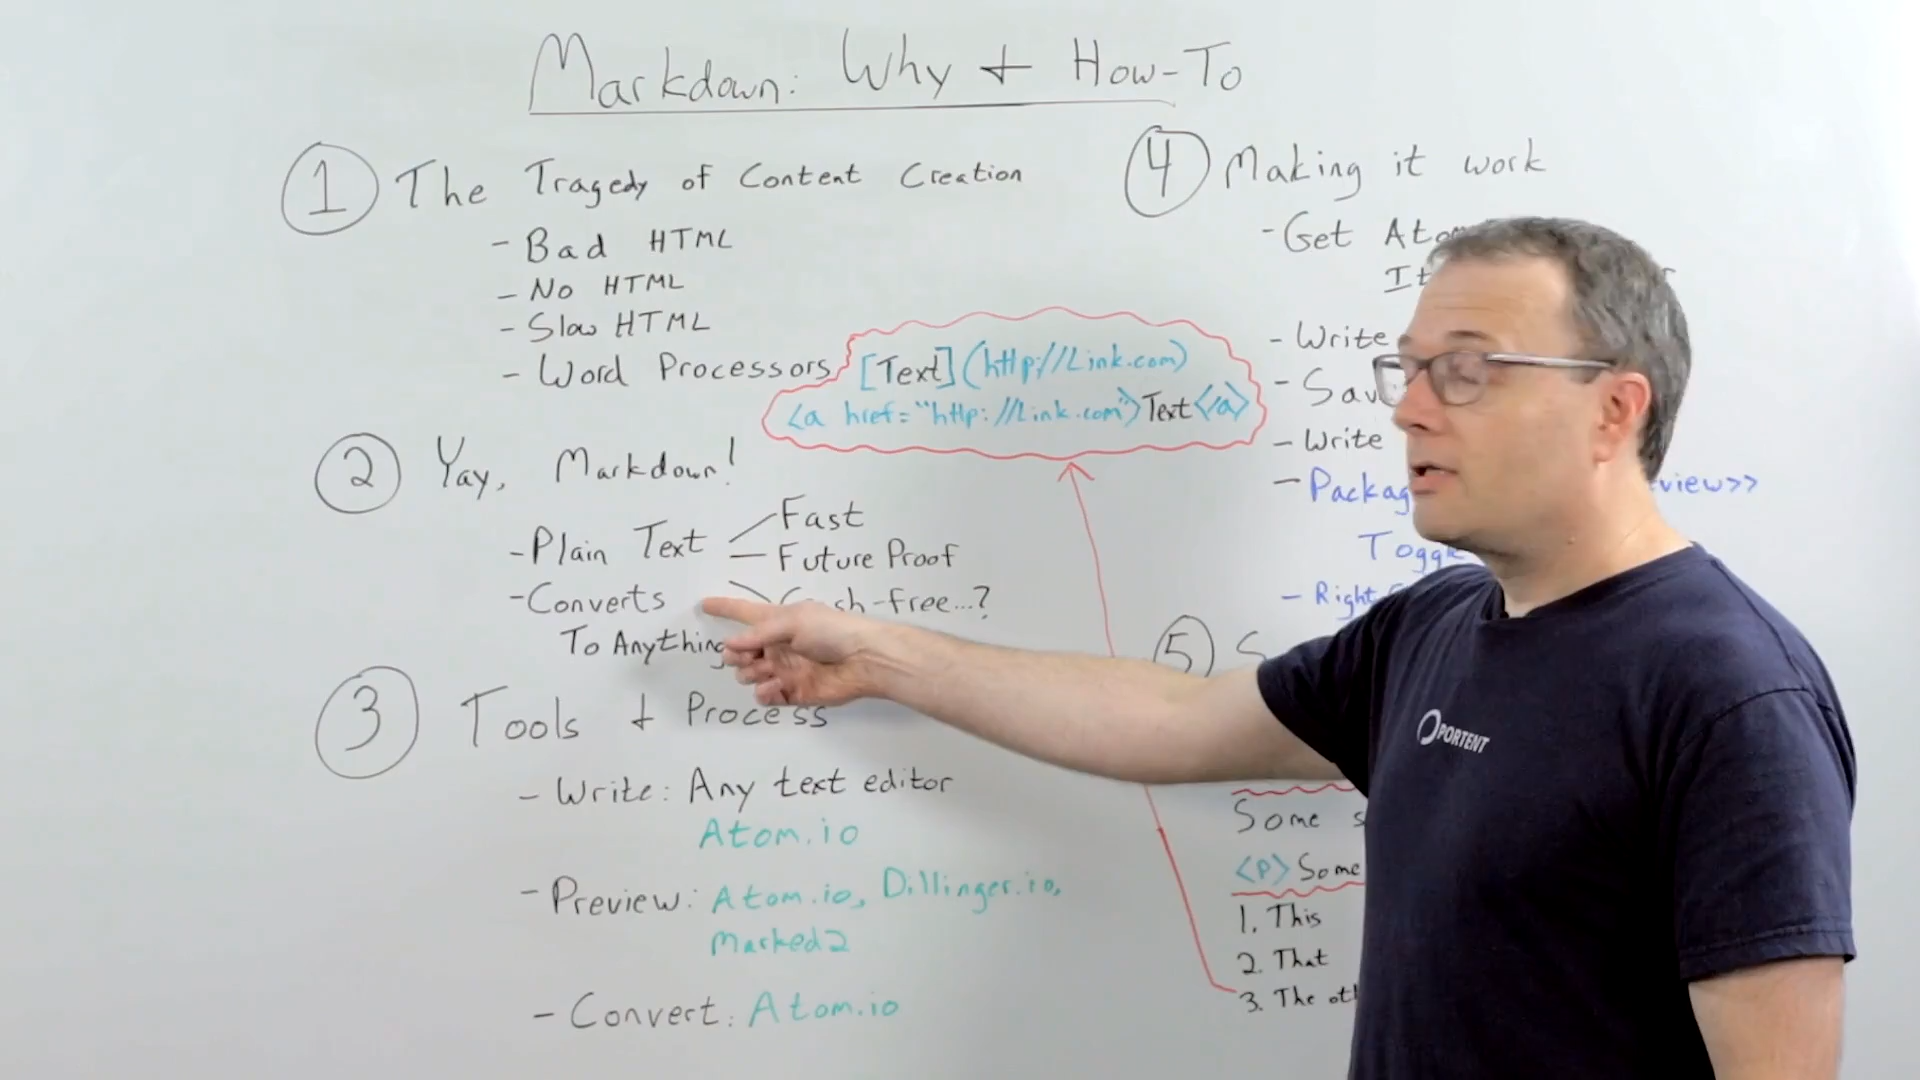 Markdown: Why + How-To
1 The Tragedy of Content Creation
- Bad HTML
- No HTML
- Slow HTML
- Word Processors
[Text](http://Link.com)
<a href="http://Link.com">Text</a>
2 Yay, Markdown!
- Plain Text
Fast
Future Proof
-free...?
- Converts
To Anything
3 Tools + Process
- Write: Any text editor
Atom.io
- Preview: Atom.io, Dillinger.io,
Marked2
- Convert: Atom.io
4 Making it work
- Get
- Write
-
- Write
-
- Right
5
Some
<p> Some
1. This
2. That
3. The
PORTENT